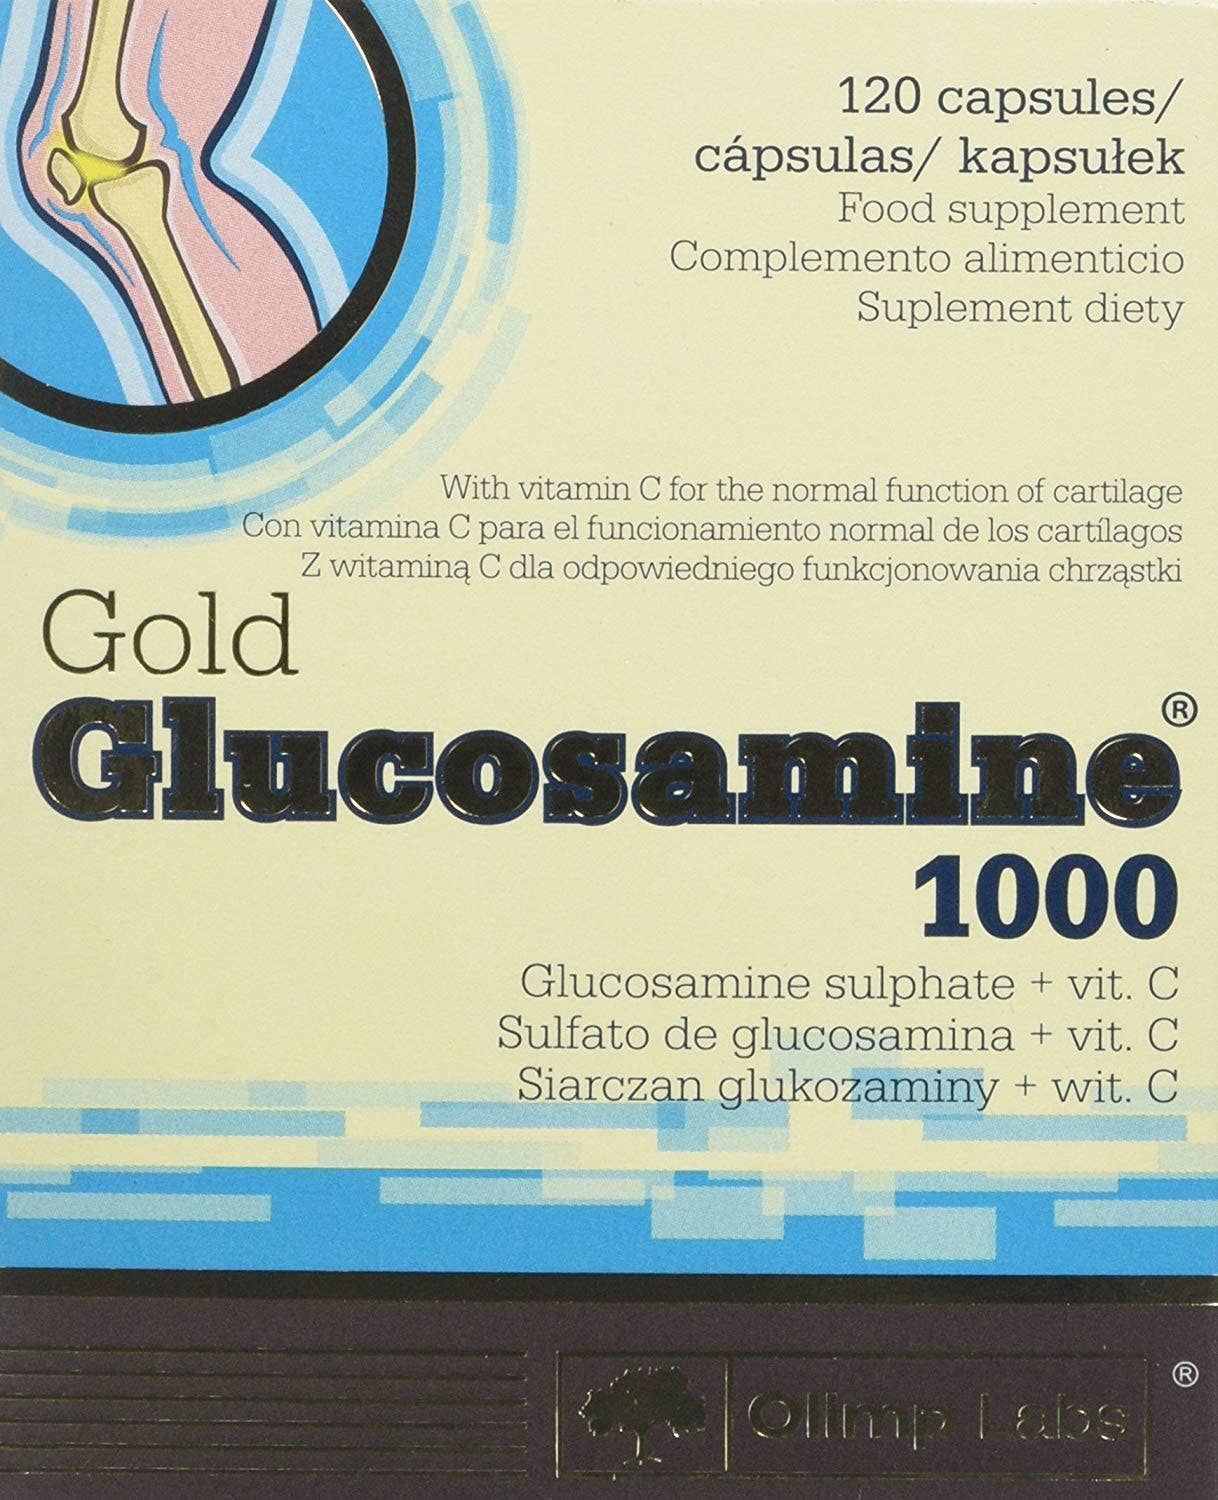 120 capsules/
cápsulas/ kapsułek
Food supplement
Complemento alimenticio
Suplement diety
With vitamin C for the normal function of cartilage
Con vitamina C para el funcionamiento normal de los cartílagos
Z witaminą C dla odpowiedniego funkcjonowania chrząstki
Gold
Glucosamine®
1000
Glucosamine sulphate + vit. C
Sulfato de glucosamina + vit. C
Siarczan glukozaminy + wit. C
Olimp Labs®